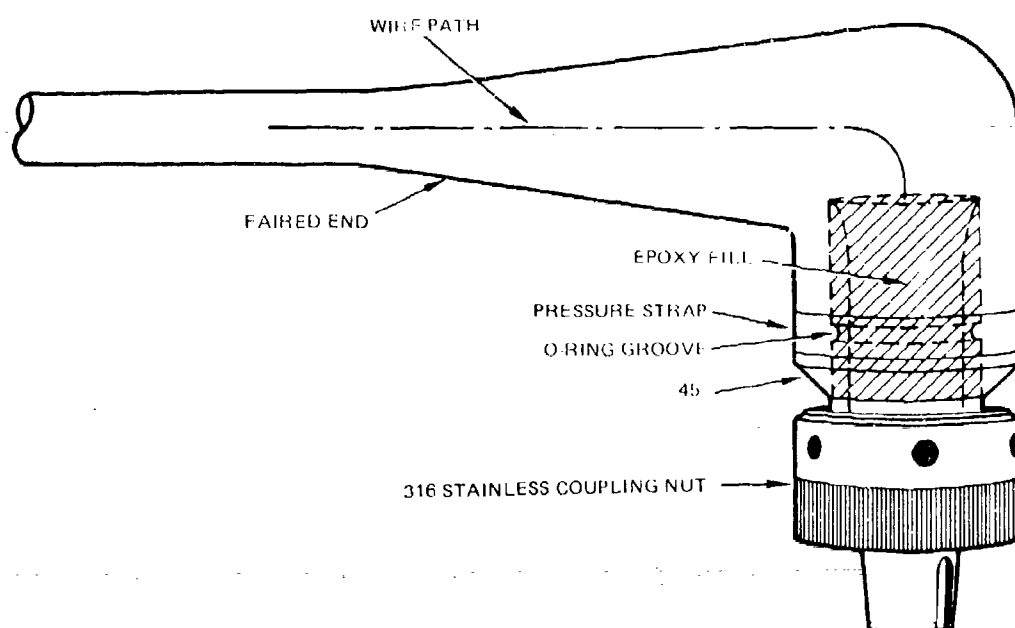 WIRE PATH
FAIRED END
EPOXY FILL
PRESSURE STRAP
O-RING GROOVE
45
316 STAINLESS COUPLING NUT